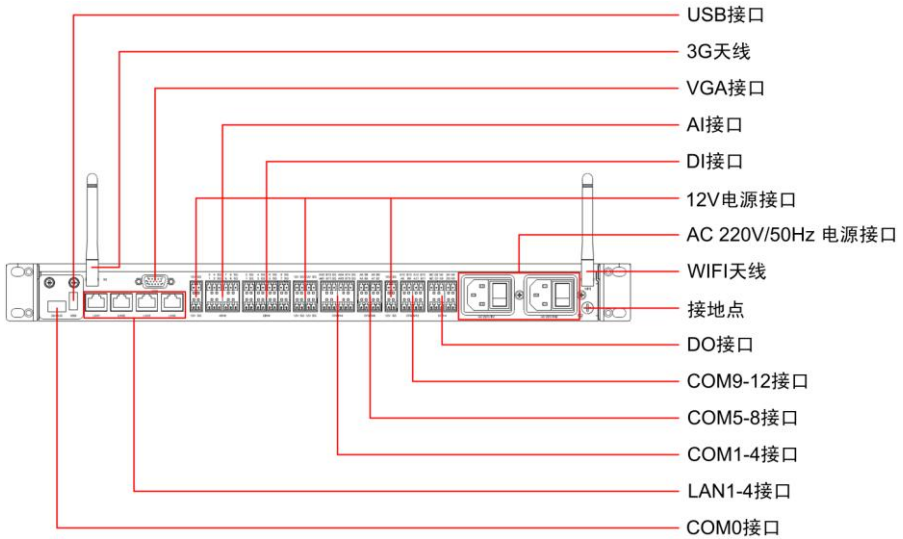 USB接口
3G天线
VGA接口
AI接口
DI接口
12V电源接口
AC 220V/50Hz 电源接口
WIFI天线
接地点
DO接口
COM9-12接口
COM5-8接口
COM1-4接口
LAN1-4接口
COM0接口